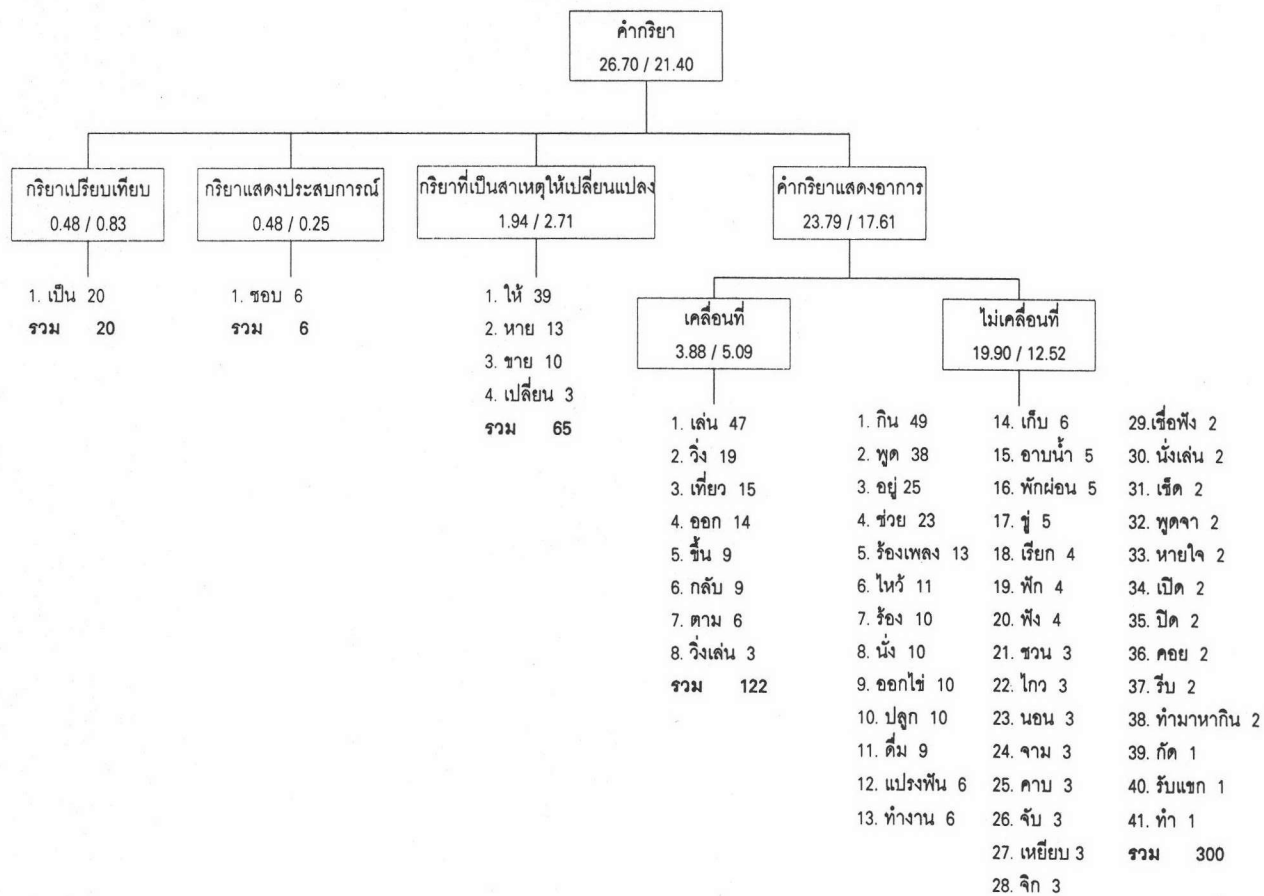 คำกริยา
26.70 / 21.40
กริยาเปรียบเทียบ
0.48 / 0.83
กริยาแสดงประสบการณ์
0.48 / 0.25
กริยาที่เป็นสาเหตุให้เปลี่ยนแปลง
1.94 / 2.71
คำกริยาแสดงอาการ
23.79 / 17.61
1. เป็น 20
รวม 20
1. ชอบ 6
รวม 6
1. ให้ 39
2. หาย 13
3. ขาย 10
4. เปลี่ยน 3
รวม 65
เคลื่อนที่
3.88 / 5.09
ไม่เคลื่อนที่
19.90 / 12.52
1. เล่น 47
2. วิ่ง 19
3. เที่ยว 15
4. ออก 14
5. ขึ้น 9
6. กลับ 9
7. ตาม 6
8. วิ่งเล่น 3
รวม 122
1. กิน 49
2. พูด 38
3. อยู่ 25
4. ช่วย 23
5. ร้องเพลง 13
6. ไหว้ 11
7. ร้อง 10
8. นั่ง 10
9. ออกไข่ 10
10. ปลูก 10
11. ดื่ม 9
12. แปรงฟัน 6
13. ทำงาน 6
14. เก็บ 6
15. อาบน้ำ 5
16. พักผ่อน 5
17. ขู่ 5
18. เรียก 4
19. ฟัก 4
20. ฟัง 4
21. ชวน 3
22. ไกว 3
23. นอน 3
24. จาม 3
25. คาบ 3
26. จับ 3
27. เหยียบ 3
28. จิก 3
29.เชื่อฟัง 2
30. นั่งเล่น 2
31. เช็ด 2
32. พูดจา 2
33. หายใจ 2
34. เปิด 2
35. ปิด 2
36. คอย 2
37. รีบ 2
38. ทำมาหากิน 2
39. กัด 1
40. รับแขก 1
41. ทำ 1
รวม 300